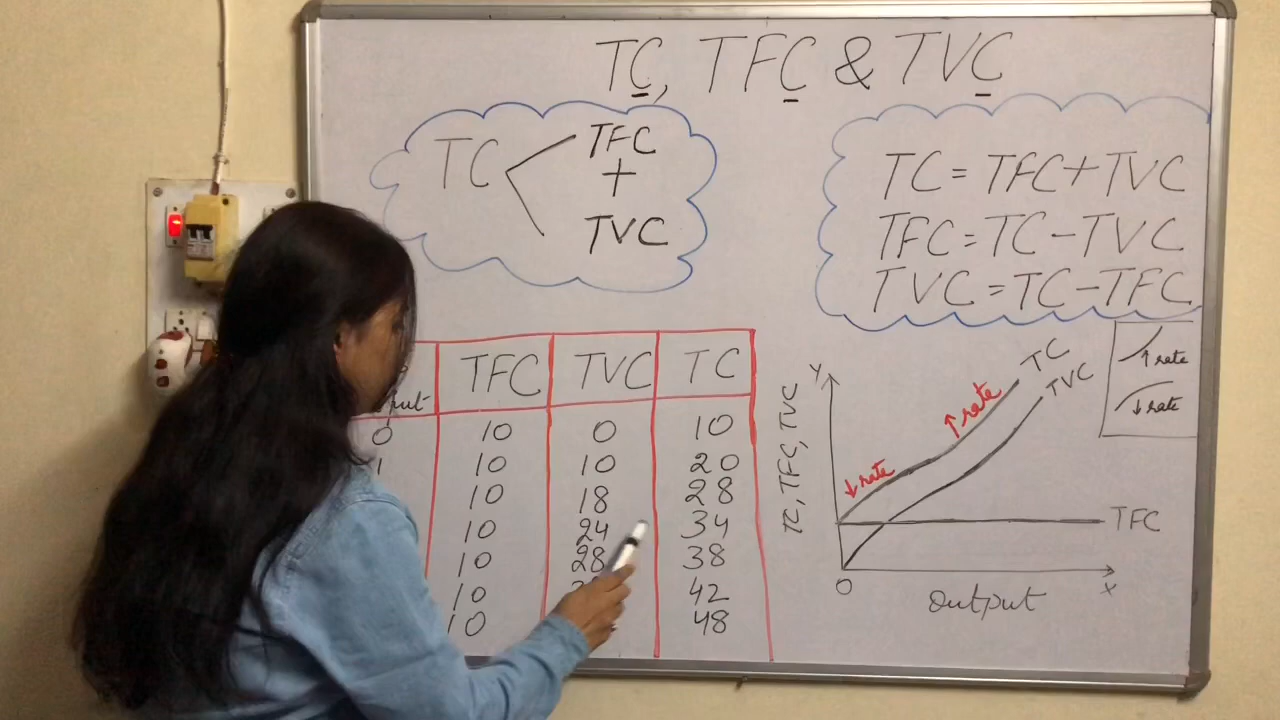 TC, TFC & TVC
TC
TFC
+
TVC
TC = TFC + TVC
TFC = TC - TVC
TVC = TC - TFC
TFC TVC TC
0 10 0 10
1 10 10 20
10 18 28
10 24 34
10 28 38
10 42
10 48
TC, TFC, TVC
Y
↓ rate
↑ rate
TC
TVC
TFC
0
Output
X
↑ rate
↓ rate